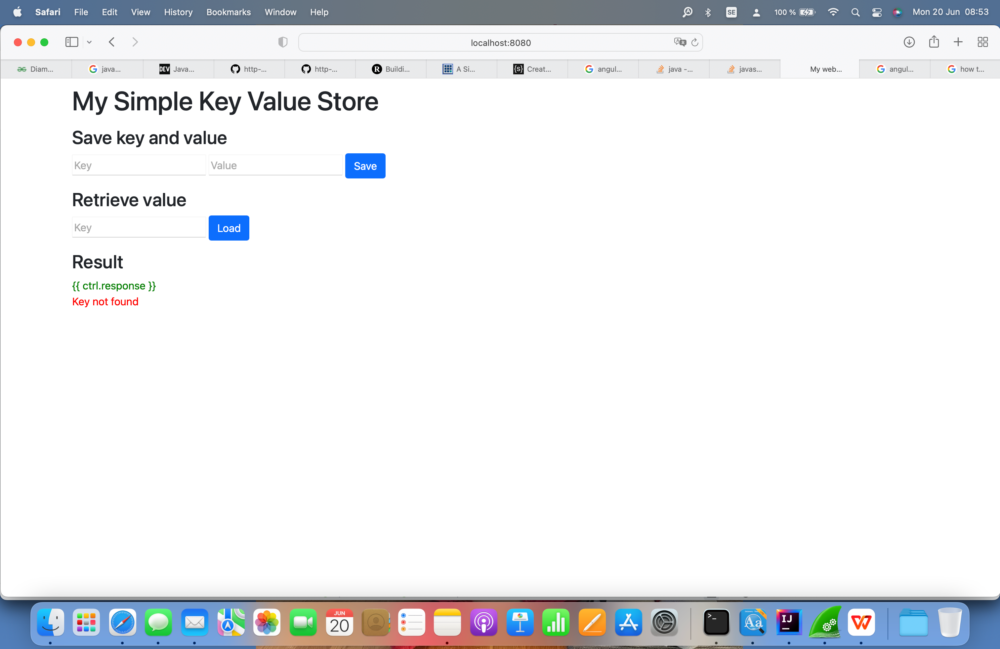 Safari File Edit View History Bookmarks Window Help SE 100 % Mon 20 Jun 08:53
localhost:8080
Diam... java... DEV Java... http-... http-... R Buildi... A Si... {s} Creat... angul... java -... javas... My web... angul... how t...
My Simple Key Value Store
Save key and value
Key Value Save
Retrieve value
Key Load
Result
{{ ctrl.response }}
Key not found
JUN
20
>_
Aa
IJ
W